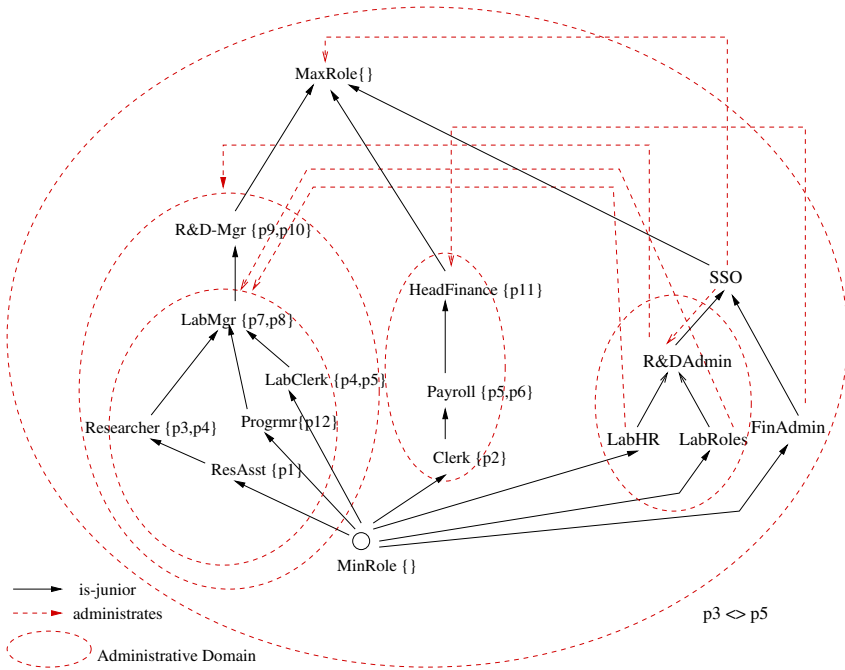 MaxRole{}
R&D-Mgr {p9,p10}
SSO
HeadFinance {p11}
LabMgr {p7,p8}
R&DAdmin
LabClerk {p4,p5}
Payroll {p5,p6}
Researcher {p3,p4}
Progrmr{p12}
LabHR
LabRoles
FinAdmin
Clerk {p2}
ResAsst {p1}
MinRole {}
is-junior
administrates
p3 <> p5
Administrative Domain